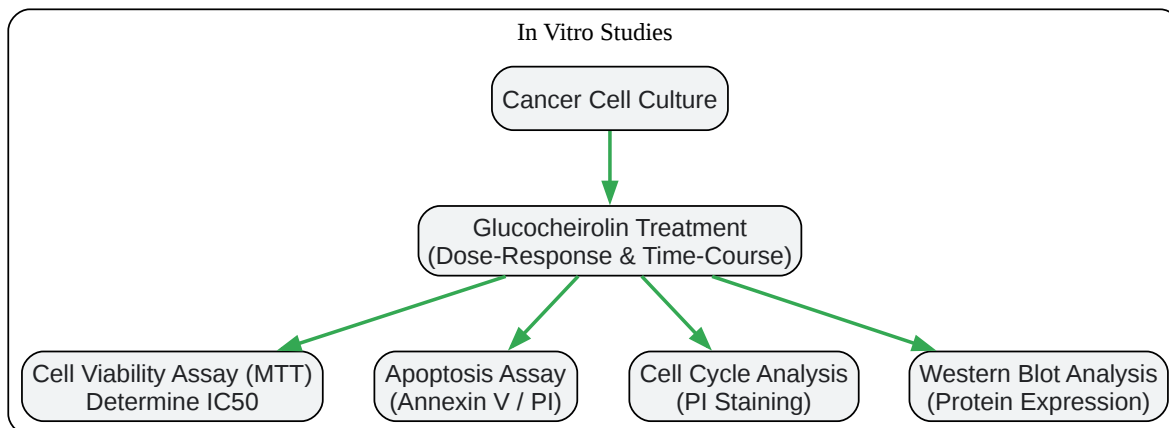 In Vitro Studies
Cancer Cell Culture
Glucocheirolin Treatment
(Dose-Response & Time-Course)
Cell Viability Assay (MTT)
Determine IC50
Apoptosis Assay
(Annexin V / PI)
Cell Cycle Analysis
(PI Staining)
Western Blot Analysis
(Protein Expression)